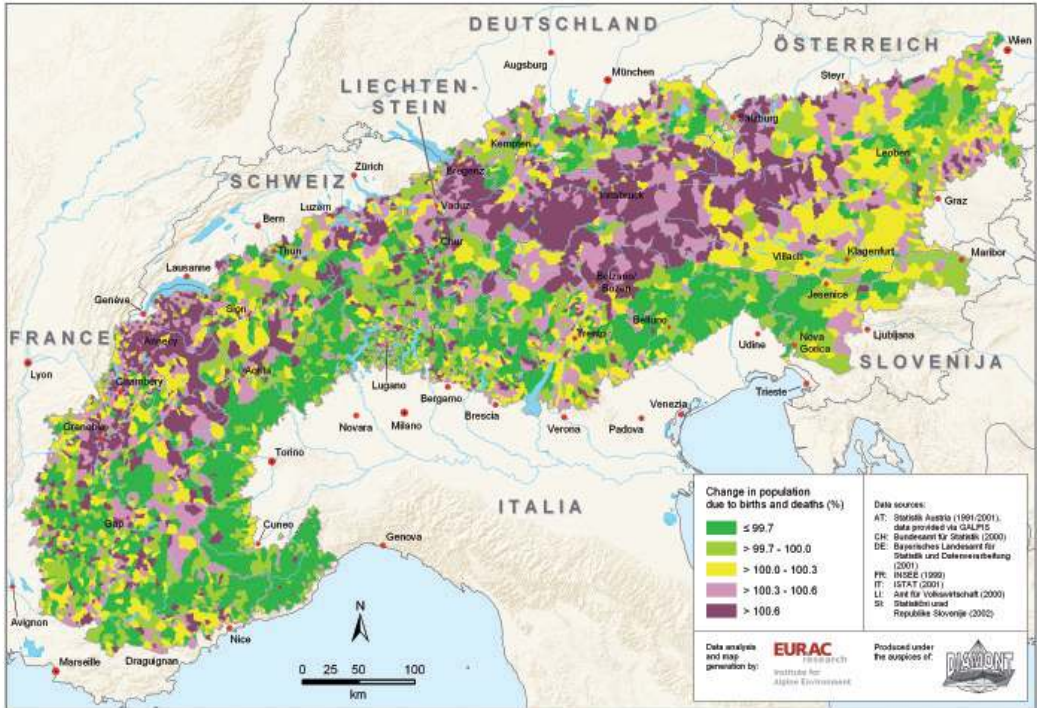 DEUTSCHLAND
ÖSTERREICH
Wien
Augsburg
München
Steyr
LIECHTEN-
STEIN
Salzburg
Kempten
Leoben
Zürich
Bregenz
Innsbruck
SCHWEIZ
Vaduz
Graz
Luzern
Bern
Chur
Thun
Klagenfurt
Maribor
Villach
Lausanne
Bolzano/
Bozen
Jesenice
Genève
Sion
Belluno
FRANCE
Annecy
Trento
Nova
Gorica
Ljubljana
Udine
SLOVENIJA
Lyon
Aosta
Chambéry
Lugano
Trieste
Bergamo
Brescia
Venezia
Grenoble
Novara
Milano
Verona
Padova
Torino
ITALIA
Gap
Cuneo
Genova
Avignon
Nice
Marseille
Draguignan
N
0 25 50 100
km
Change in population
due to births and deaths (%)
≤ 99.7
> 99.7 - 100.0
> 100.0 - 100.3
> 100.3 - 100.6
> 100.6
Data sources:
AT: Statistik Austria (1991/2001),
data provided via GALPIS
CH: Bundesamt für Statistik (2000)
DE: Bayerisches Landesamt für
Statistik und Datenverarbeitung
(2001)
FR: INSEE (1999)
IT: ISTAT (2001)
LI: Amt für Volkswirtschaft (2000)
SI: Statistični urad
Republike Slovenije (2002)
Data analysis
and map
generation by:
EURAC
research
Institute for
Alpine Environment
Produced under
the auspices of:
DIAMONT